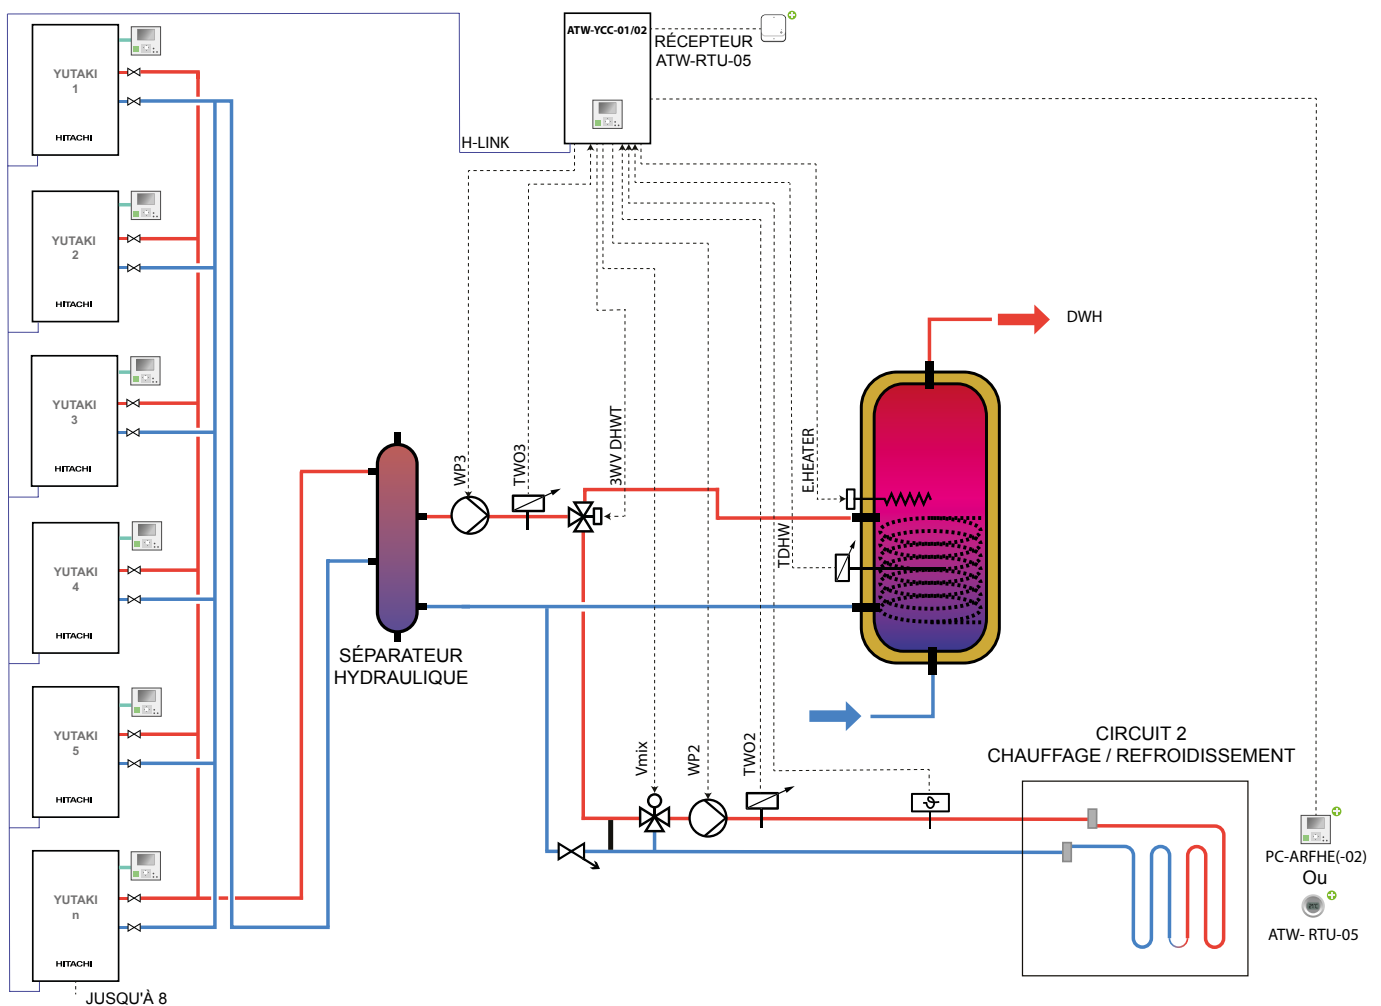 ATW-YCC-01/02
RÉCEPTEUR
ATW-RTU-05
YUTAKI
1
HITACHI
H-LINK
YUTAKI
2
HITACHI
DWH
YUTAKI
3
HITACHI
WP3
TWO3
3WV DHWT
E.HEATER
TDHW
YUTAKI
4
HITACHI
SÉPARATEUR
HYDRAULIQUE
YUTAKI
5
HITACHI
Vmix
WP2
TWO2
CIRCUIT 2
CHAUFFAGE / REFROIDISSEMENT
YUTAKI
n
HITACHI
PC-ARFHE(-02)
Ou
ATW- RTU-05
JUSQU'À 8